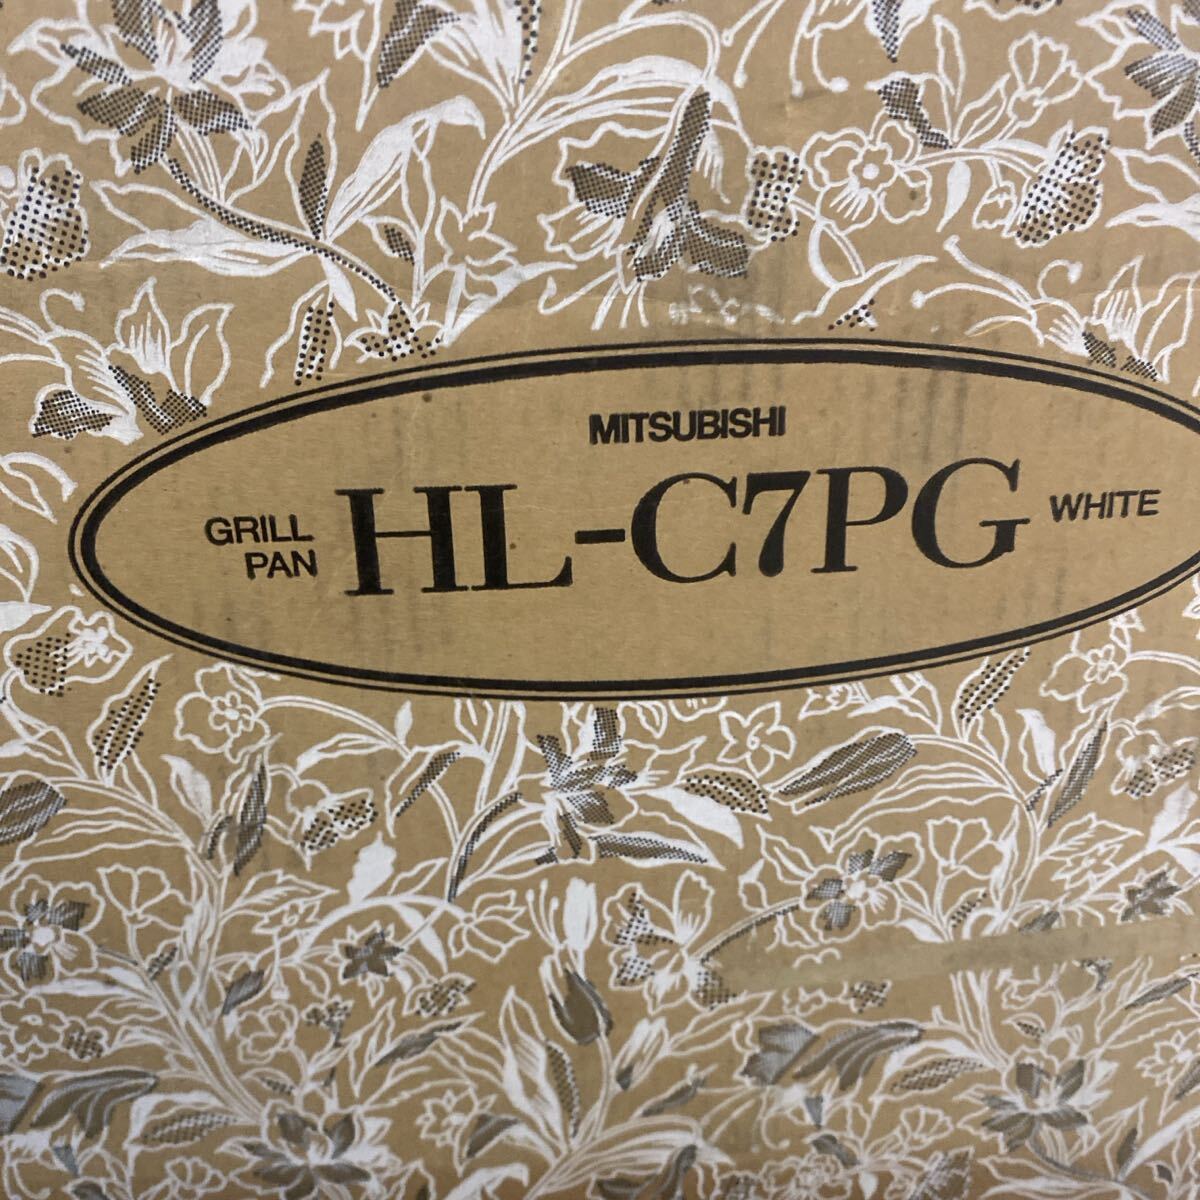 MITSUBISHI
GRILL
PAN
HL-C7PG
WHITE